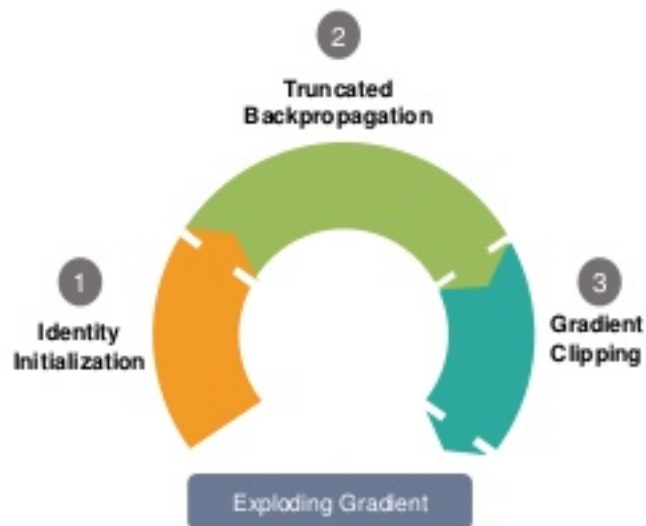 2
Truncated
Backpropagation
1
Identity
Initialization
3
Gradient
Clipping
Exploding Gradient